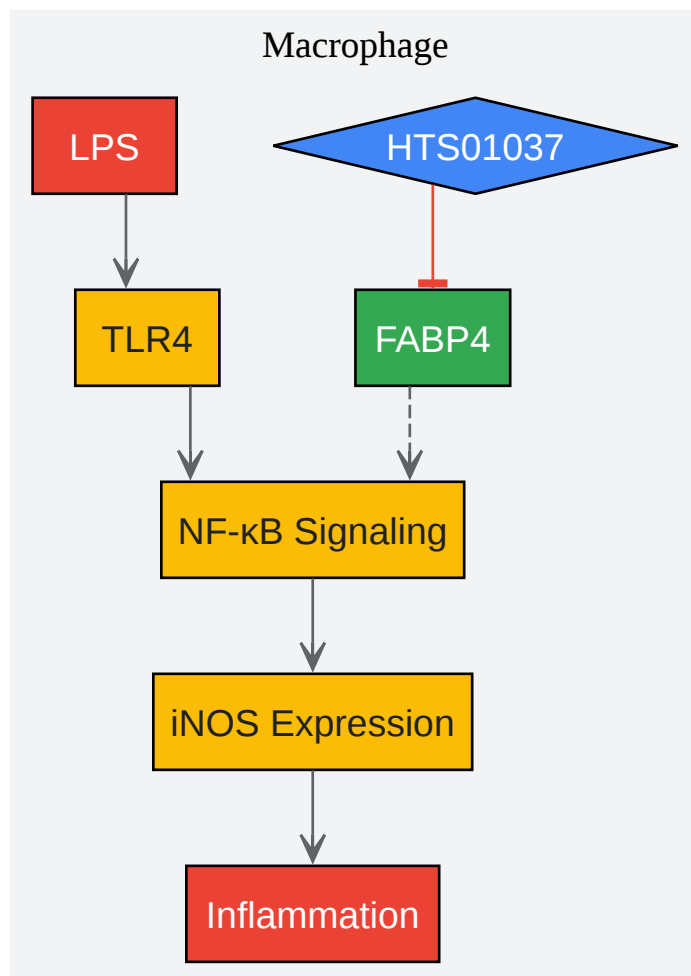 Macrophage
LPS
HTS01037
TLR4
FABP4
NF-κB Signaling
iNOS Expression
Inflammation